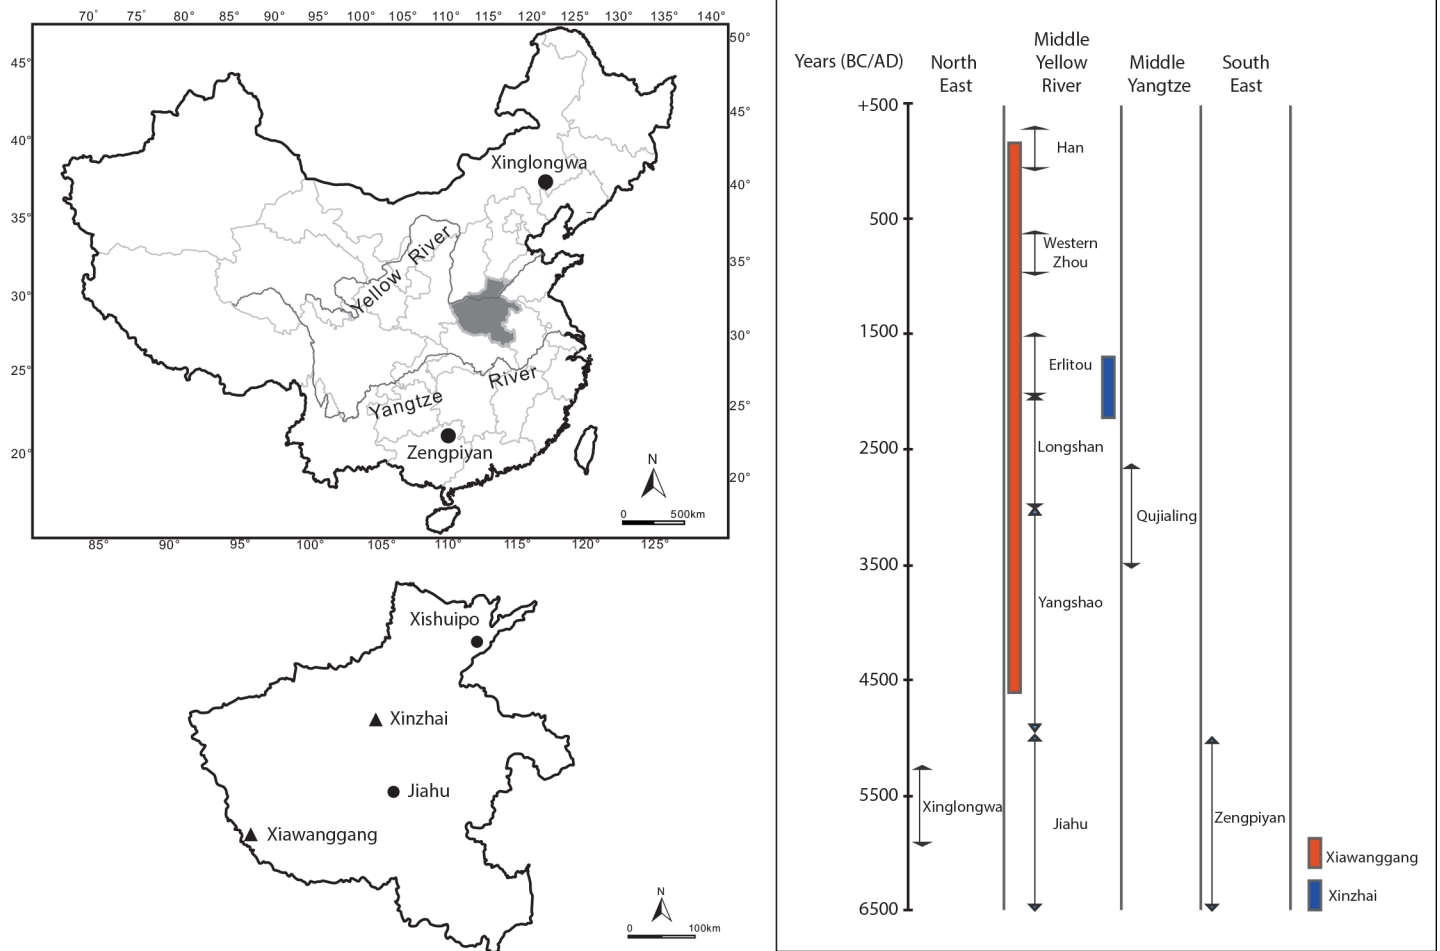 70° 75° 80° 85° 90° 95° 100° 105° 110° 115° 120° 125° 130° 135° 140°
50°
45°
45°
40°
Xinglongwa
40°
35°
Yellow River
35°
30°
30°
25°
River
Yangtze
25°
20°
Zengpiyan
N
20°
0 500km
85° 90° 95° 100° 105° 110° 115° 120° 125°
Xishuipo
Xinzhai
Jiahu
Xiawanggang
N
0 100km
Years (BC/AD)
North
East
Middle
Yellow
River
Middle
Yangtze
South
East
+500
Han
500
Western
Zhou
1500
Erlitou
2500
Longshan
Qujialing
3500
Yangshao
4500
5500
Xinglongwa
Jiahu
Zengpiyan
6500
Xiawanggang
Xinzhai